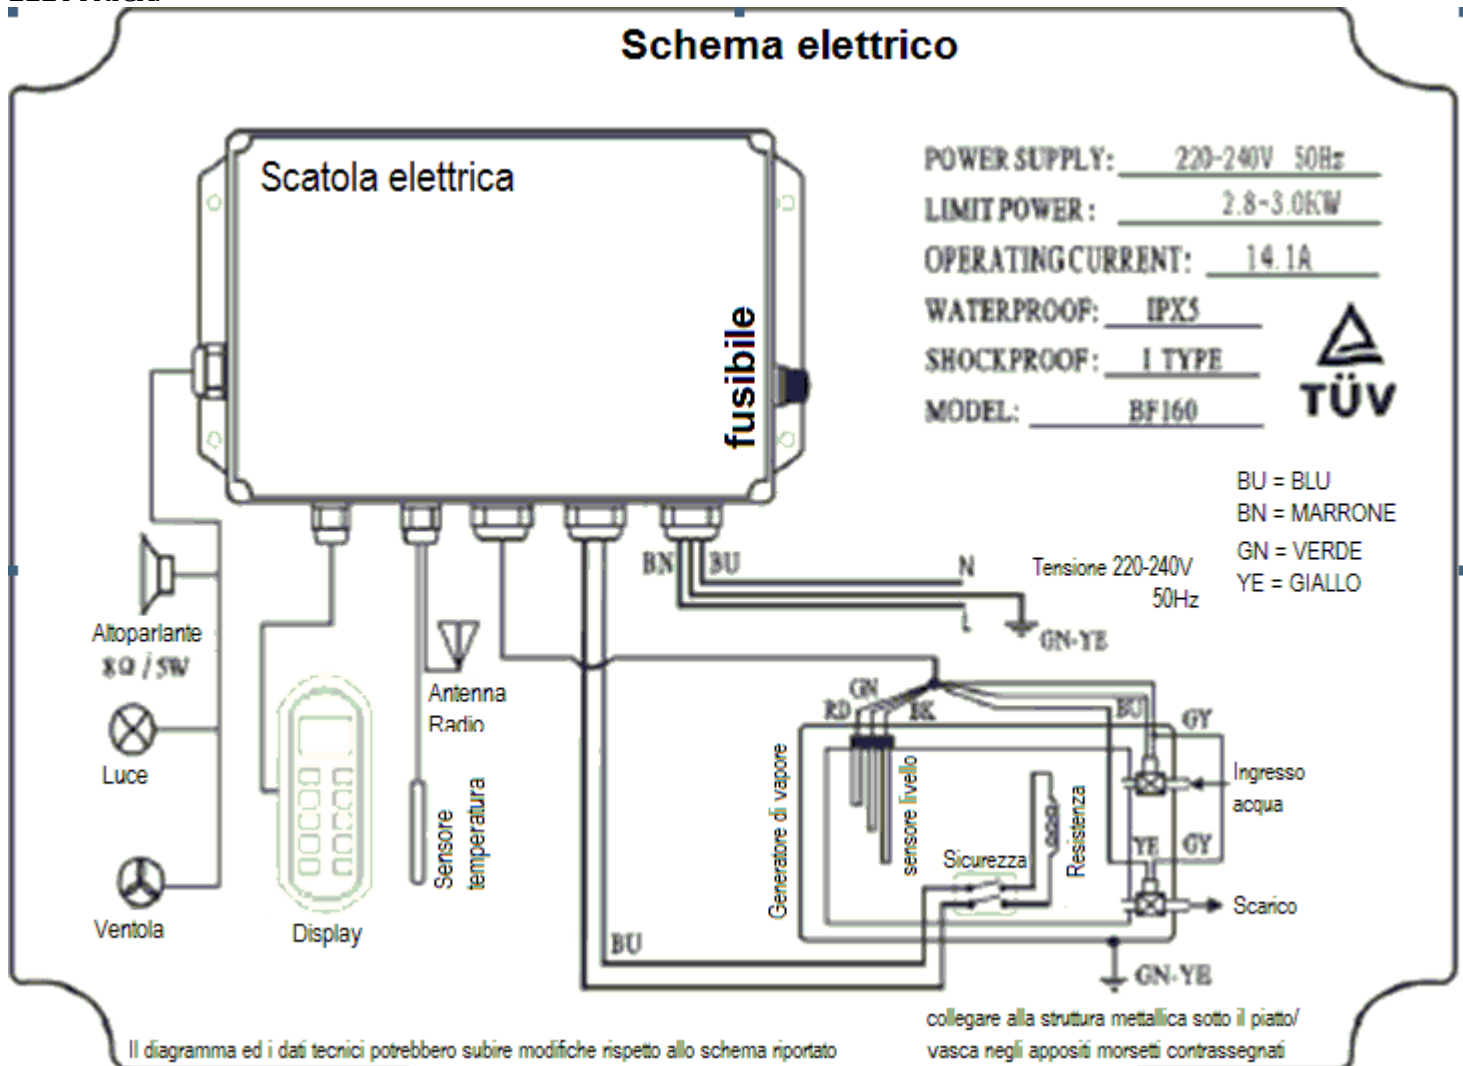 Schema elettrico
Scatola elettrica
fusibile
POWER SUPPLY: 220-240V 50Hz
LIMIT POWER: 2.8-3.0KW
OPERATING CURRENT: 14.1A
WATERPROOF: IPX5
SHOCKPROOF: I TYPE
MODEL: BF160
TÜV
BU = BLU
BN = MARRONE
GN = VERDE
YE = GIALLO
BN
BU
N
L
Tensione 220-240V
50Hz
GN-YE
Altoparlante
8Ω / 5W
Luce
Ventola
Display
Antenna
Radio
Sensore
temperatura
GN
RD
BK
BU
GY
Generatore di vapore
sensore livello
Sicurezza
Resistenza
Ingresso
acqua
YE
GY
Scarico
BU
GN-YE
collegare alla struttura metallica sotto il piatto/
vasca negli appositi morsetti contrassegnati
Il diagramma ed i dati tecnici potrebbero subire modifiche rispetto allo schema riportato